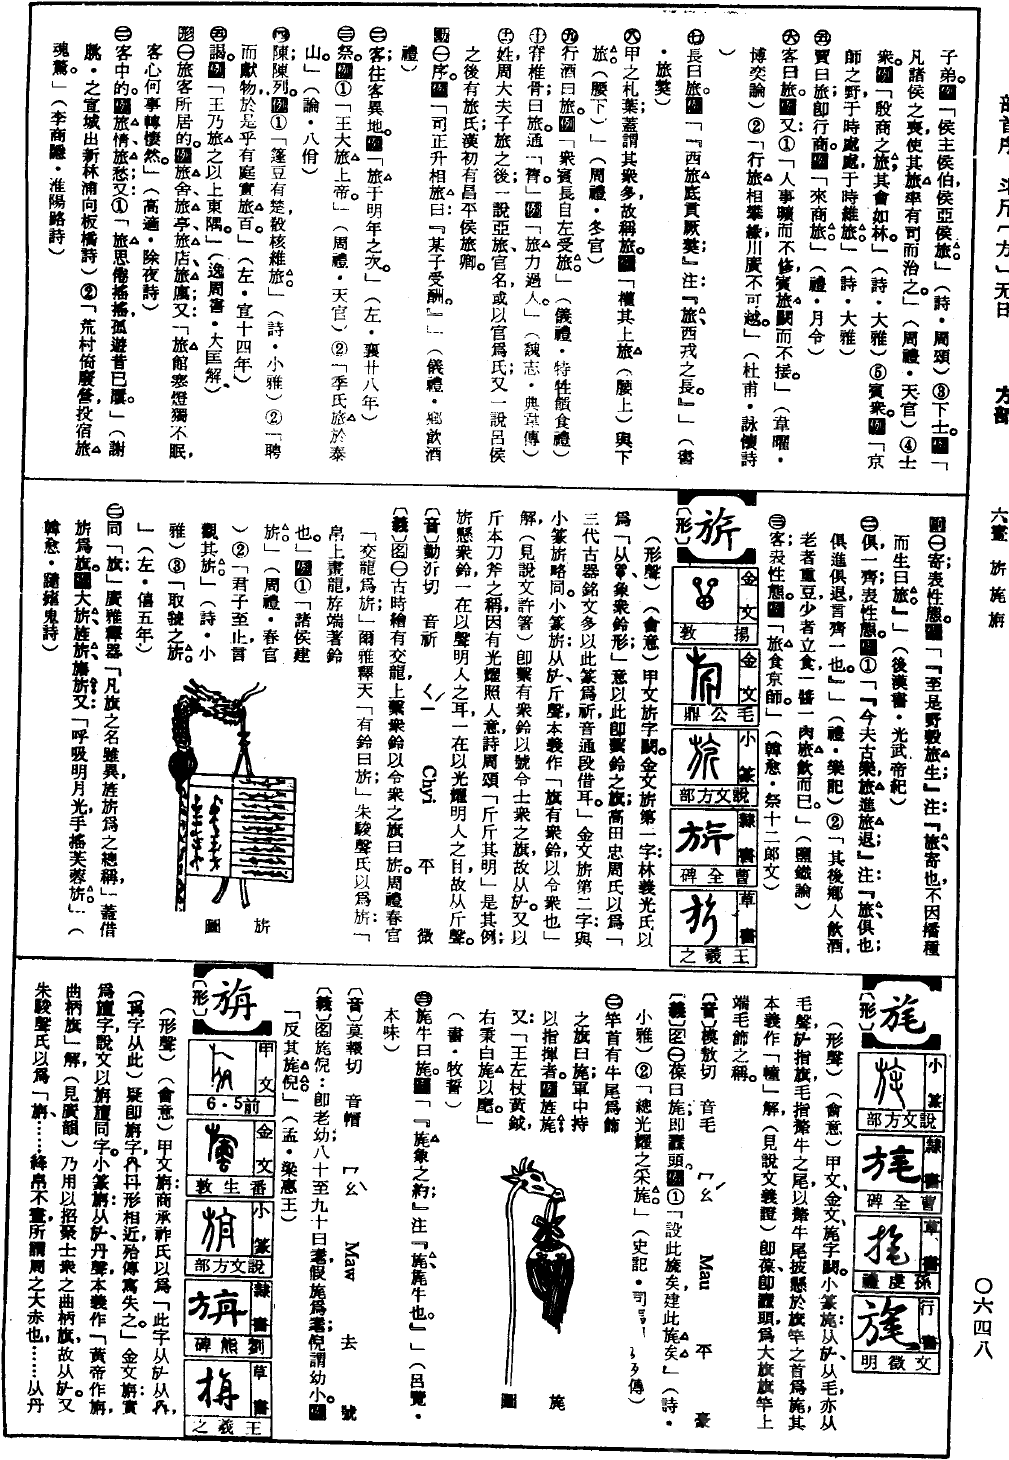 部首序 斗斤（方）无日
方部
六畫 旂旄旃
〇六四八
子弟。例「侯主侯伯侯亞侯旅。」（詩・周頌）③下士。例「
凡諸侯之喪，使其旅率有司而治之。」（周禮・天官）④士
衆。例「殷商之旅，其會如林。」（詩・大雅）⑤賓衆。例「京
師之野，于時處處，于時維旅。」（詩・大雅）
㊄賈曰旅，即行商。例「來商旅。」（禮・月令）
㊅客曰旅。例又：①「人事曠而不修，賓旅闕而不接。」（韋曜・
博奕論）②「行旅相攀緣，川廣不可越。」（杜甫・詠懷詩
）
㊆長曰旅。例「『西旅底貢厥獒』注：『旅西戎之長。』」（書
・旅獒）
㊇甲之札葉，蓋謂其衆多，故稱旅。例「權其上旅（腰上）與下
旅（腰下）」（周禮・冬官）
㊈行酒曰旅。例「衆賓長自左受旅。」（儀禮・特牲饋食禮）
㊉脊椎骨曰旅，通「膂」例「旅力過人。」（魏志・典韋傳）
姓，周大夫子旅之後；一說亞旅，官名，或以官爲氏；又一說呂侯
之後有旅氏；漢初有昌平侯旅卿。
動㊀序。例「司正升相旅曰：『某子受酬。』」（儀禮・鄉飲酒
禮）
㊁客往客異地。例「旅于明年之次。」（左・襄廿八年）
㊂祭。例①「王大旅上帝。」（周禮・天官）②「季氏旅於泰
山。」（論・八佾）
㊃陳，陳列。例①「籩豆有楚，殽核維旅。」（詩・小雅）②「聘
而獻物，於是乎有庭實旅百。」（左・宣十四年）
㊄謁。例「王乃旅之以上東隅。」（逸周書・大匡解）
形㊀旅客所居的。例旅舍、旅亭、旅店、旅廛；又「旅館寒燈獨不眠，
客心何事轉悽然。」（高適・除夜詩）
㊁客中的。例旅情、旅愁；又：①「旅思倦搖搖，孤遊昔已屢。」（謝
脁・之宣城出新林浦向板橋詩）②「荒村倚廢營，投宿旅
魂驚。」（李商隱・淮陽路詩）
副㊀寄，表性態。例「『至是野穀旅生』注：『旅寄也，不因播種
而生曰旅。』」（後漢書・光武帝紀）
㊁俱，一齊，表性態。例①「『今夫古樂，旅進旅退』注：『旅俱也，
俱進俱退，言齊一也。』」（禮・樂記）②「其後鄉人飲酒，
老者重豆，少者立食，一醬一肉，旅飲而已。」（鹽鐵論）
㊂客，表性態。例「旅食京師。」（韓愈・祭十二郎文）
旂
〔形〕
金文 揚敦
金文 毛公鼎
小篆 說文方部
隸書 曹全碑
草書 王羲之
（形聲）（會意）甲文旂字闕。金文旂第一字，林義光氏以
爲「从，象衆鈴形」意以此即繫鈴之旗；高田忠周氏以爲「
三代古器銘文多以此篆爲祈，音通段借耳。」金文旂第二字與
小篆旂略同。小篆旂：从㫃，斤聲，本義作「旗有衆鈴，以令衆也」
解，（見說文許著）即繫有衆鈴以號令士衆之旗，故从㫃。又以
斤本刀斧之稱，因有光耀照人意，詩周頌「斤斤其明」是其例；
旂懸衆鈴，一在以聲明人之耳，一在以光耀明人之目，故从斤聲。
〔音〕勤沂切 音祈 ㄑㄧˊ Chyi 平 微
〔義〕图㊀古時繪有交龍，上繫衆鈴以令衆之旗曰旂。周禮春官
「交龍爲旂」爾雅釋天「有鈴曰旂」朱駿聲氏以爲旂：「
帛上畫龍，旂端著鈴
也。」例①「諸侯建
旂。」（周禮・春官
）②「君子至止，言
觀其旂。」（詩・小
雅）③「取虢之旂。
」（左・僖五年）
旂圖
㊁同「旗」，廣雅釋器「凡旗之名雖異，旌旂爲之總稱」蓋借
旂爲旗。例大旂、旌旂、旛旂；又「呼吸明月光，手搖芙蓉旂。」（
韓愈・
旄
〔形〕
小篆 說文方部
隸書 曹全碑
草書 孫虔禮
行書 文徵明
（形聲）（會意）甲文、金文旄字闕。小篆旄：从㫃，从毛，亦从
毛聲，㫃指旗，毛指犛牛之尾，以犛牛尾披懸於旗竿之首爲旄，其
本義作「幢」解，（見說文義證）即葆，即纛頭，爲大旗旗竿上
端毛飾之稱。
〔音〕模敖切 音毛 ㄇㄠˊ Mau 平 豪
〔義〕图㊀葆曰旄，即纛頭。例①「設此旐矣，建此旄矣。」（詩・
小雅）②「總光耀之采旄。」（史記・司馬
㊁竿首有牛尾爲飾
之旗曰旄；軍中持
以指揮者。例旌旄
又：「王左杖黃鉞，
右秉白旄以麾。」
（書・牧誓）
旄圖
㊂旄牛曰旄。例「『旄象之約』注『旄，旄牛也。』」（呂覽・
本味）
〔音〕莫報切 音帽 ㄇㄠˋ Maw 去 號
〔義〕图旄倪：即老幼，八十至九十曰耄，假旄爲耄，倪謂幼小。例
「反其旄倪。」（孟・梁惠王）
旃
〔形〕
甲文 前6・5
金文 番生敦
小篆 說文方部
隸書 劉熊碑
草書 王羲之
（形聲）（會意）甲文旃：商承祚氏以爲「此字从㫃从冉，
（冓字从此）疑即旃字，冉丹形相近，殆傳寫失之。」金文旃：實
爲旜字，說文以旃旜同字。小篆旃：从㫃，丹聲，本義作「黃帝作旃，
曲柄旗」解，（見廣韻）乃用以招聚士衆之曲柄旗，故从㫃。又
朱駿聲氏以爲「旃……絳帛不畫，所謂周之大赤也，……从丹